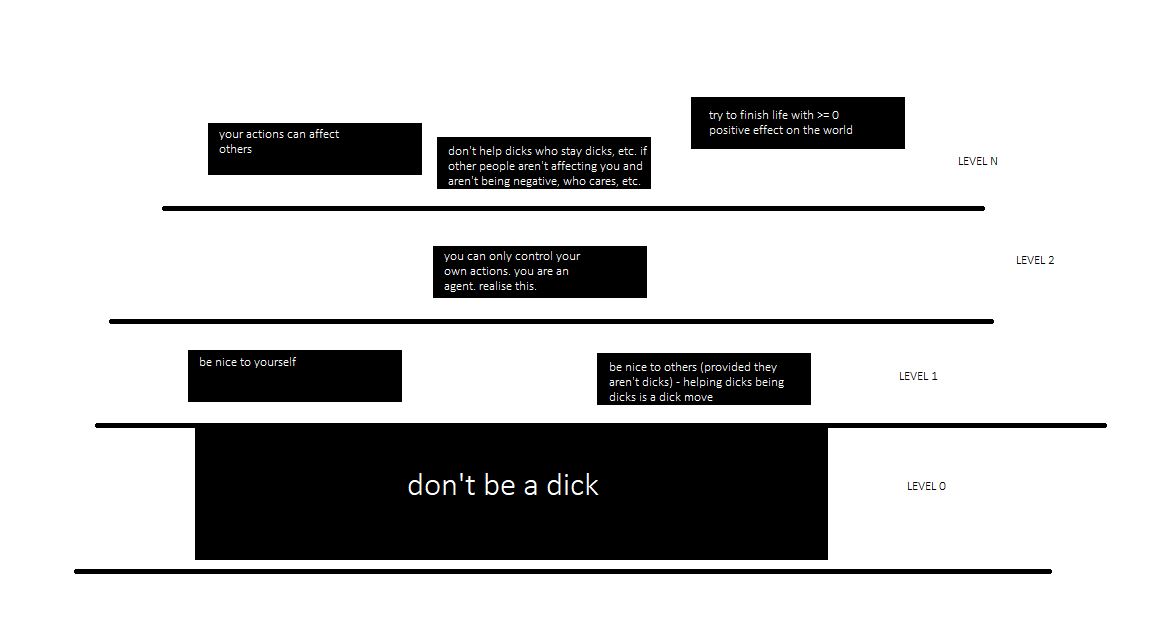 try to finish life with >= 0
positive effect on the world
your actions can affect
others
don't help dicks who stay dicks, etc. if
other people aren't affecting you and
aren't being negative, who cares, etc.
LEVEL N
you can only control your
own actions. you are an
agent. realise this.
LEVEL 2
be nice to yourself
be nice to others (provided they
aren't dicks) - helping dicks being
dicks is a dick move
LEVEL 1
don't be a dick
LEVEL 0